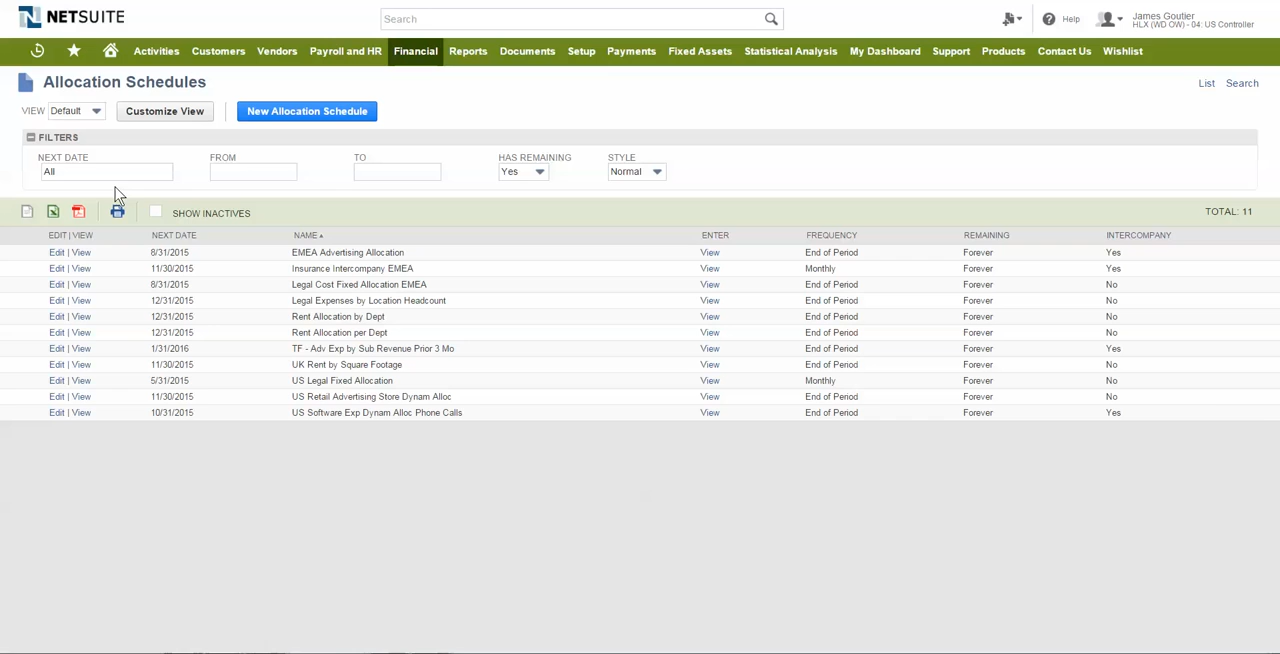 NETSUITE
Search
Help
James Goutier
HLX (WD OW) - 04: US Controller
Activities Customers Vendors Payroll and HR Financial Reports Documents Setup Payments Fixed Assets Statistical Analysis My Dashboard Support Products Contact Us Wishlist
Allocation Schedules
List Search
VIEW Default Customize View New Allocation Schedule
FILTERS
NEXT DATE FROM TO HAS REMAINING STYLE
All Yes Normal
SHOW INACTIVES TOTAL: 11
EDIT | VIEW NEXT DATE NAME ENTER FREQUENCY REMAINING INTERCOMPANY
Edit | View 8/31/2015 EMEA Advertising Allocation View End of Period Forever Yes
Edit | View 11/30/2015 Insurance Intercompany EMEA View Monthly Forever Yes
Edit | View 8/31/2015 Legal Cost Fixed Allocation EMEA View End of Period Forever No
Edit | View 12/31/2015 Legal Expenses by Location Headcount View End of Period Forever No
Edit | View 12/31/2015 Rent Allocation by Dept View End of Period Forever No
Edit | View 12/31/2015 Rent Allocation per Dept View End of Period Forever No
Edit | View 1/31/2016 TF - Adv Exp by Sub Revenue Prior 3 Mo View End of Period Forever Yes
Edit | View 11/30/2015 UK Rent by Square Footage View End of Period Forever No
Edit | View 5/31/2015 US Legal Fixed Allocation View Monthly Forever No
Edit | View 11/30/2015 US Retail Advertising Store Dynam Alloc View End of Period Forever No
Edit | View 10/31/2015 US Software Exp Dynam Alloc Phone Calls View End of Period Forever Yes